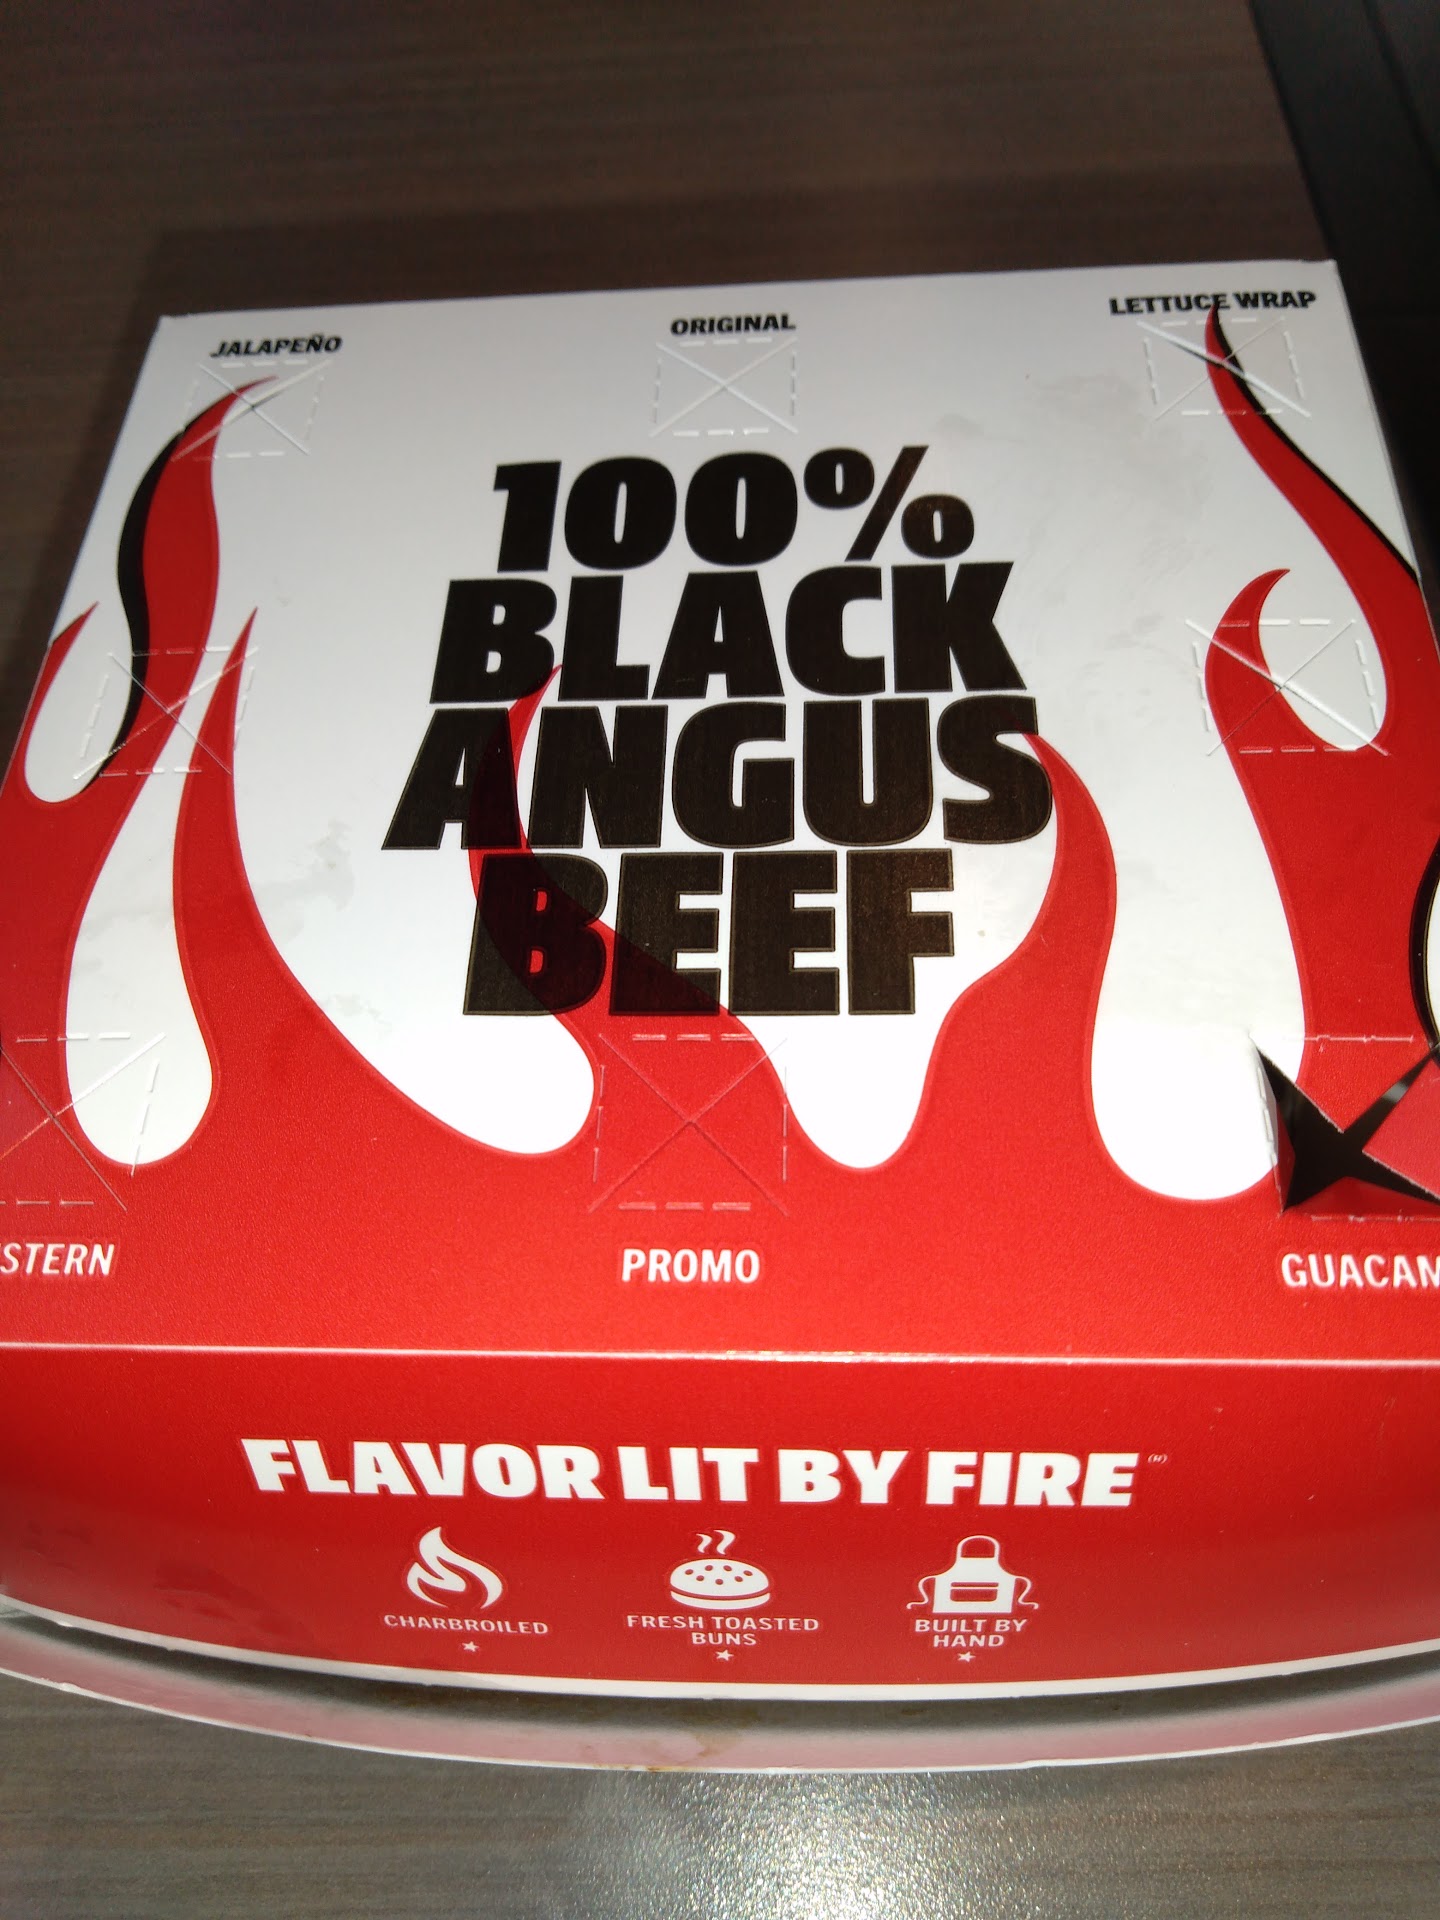 JALAPEÑO
ORIGINAL
LETTUCE WRAP
100%
BLACK
ANGUS
BEEF
STERN
PROMO
GUACAM
FLAVOR LIT BY FIRE
CHARBROILED
FRESH TOASTED
BUNS
BUILT BY
HAND